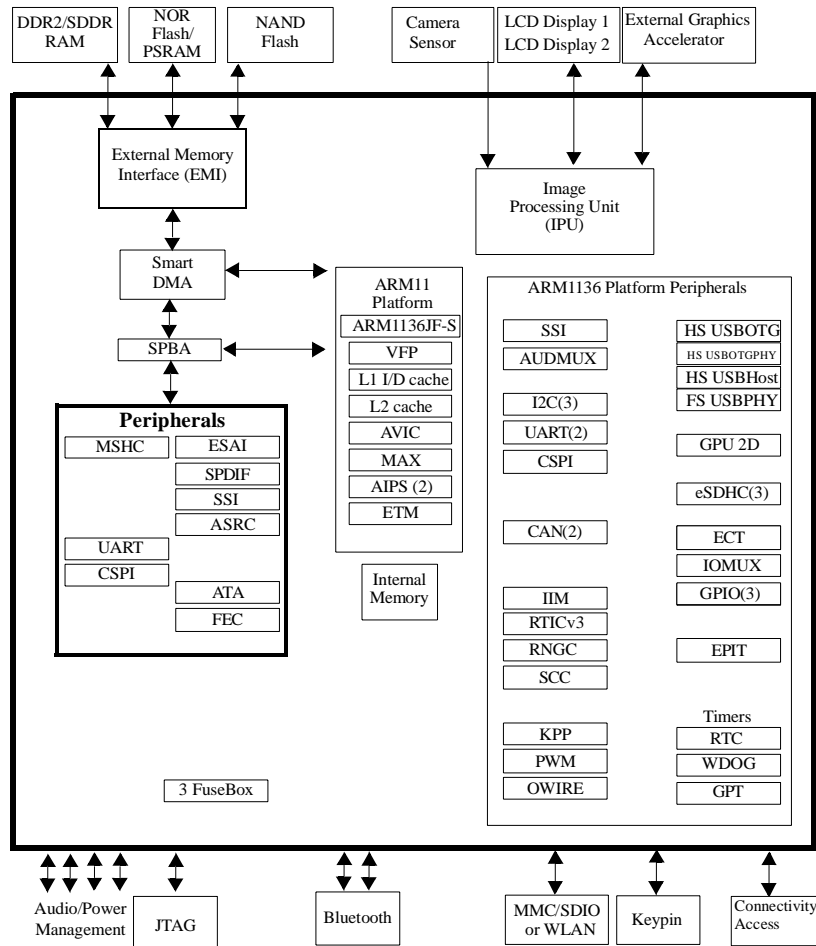 DDR2/SDDR
RAM
NOR
Flash/
PSRAM
NAND
Flash
Camera
Sensor
LCD Display 1
LCD Display 2
External Graphics
Accelerator
External Memory
Interface (EMI)
Image
Processing Unit
(IPU)
Smart
DMA
SPBA
ARM11
Platform
ARM1136JF-S
VFP
L1 I/D cache
L2 cache
AVIC
MAX
AIPS (2)
ETM
Internal
Memory
Peripherals
MSHC
ESAI
SPDIF
SSI
ASRC
UART
CSPI
ATA
FEC
3 FuseBox
ARM1136 Platform Peripherals
SSI
AUDMUX
I2C(3)
UART(2)
CSPI
CAN(2)
IIM
RTICv3
RNGC
SCC
KPP
PWM
OWIRE
HS USBOTG
HS USBOTGPHY
HS USBHost
FS USBPHY
GPU 2D
eSDHC(3)
ECT
IOMUX
GPIO(3)
EPIT
Timers
RTC
WDOG
GPT
Audio/Power
Management
JTAG
Bluetooth
MMC/SDIO
or WLAN
Keypin
Connectivity
Access